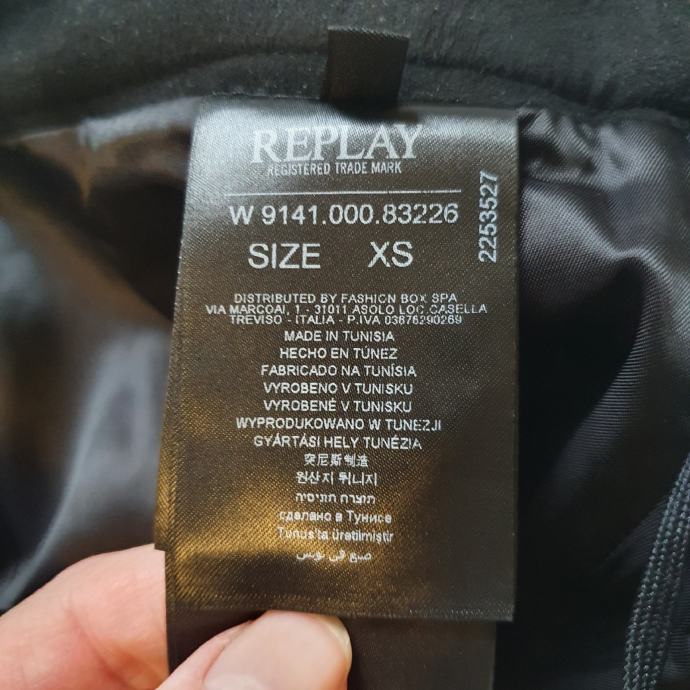 REPLAY
REGISTERED TRADE MARK
W 9141.000.83226
SIZE XS
2253527
DISTRIBUTED BY FASHION BOX SPA
VIA MARCOAI, 1 - 31011 ASOLO LOC.CASELLA
TREVISO - ITALIA - P.IVA 03676290269
MADE IN TUNISIA
HECHO EN TÚNEZ
FABRICADO NA TUNÍSIA
VYROBENO V TUNISKU
VYROBENÉ V TUNISKU
WYPRODUKOWANO W TUNEZJI
GYÁRTÁSI HELY TUNÉZIA
突尼斯制造
원산지 튀니지
תוצרת תוניסיה
сделано в Тунисе
Tunus'ta üretilmiştir
صنع في تونس